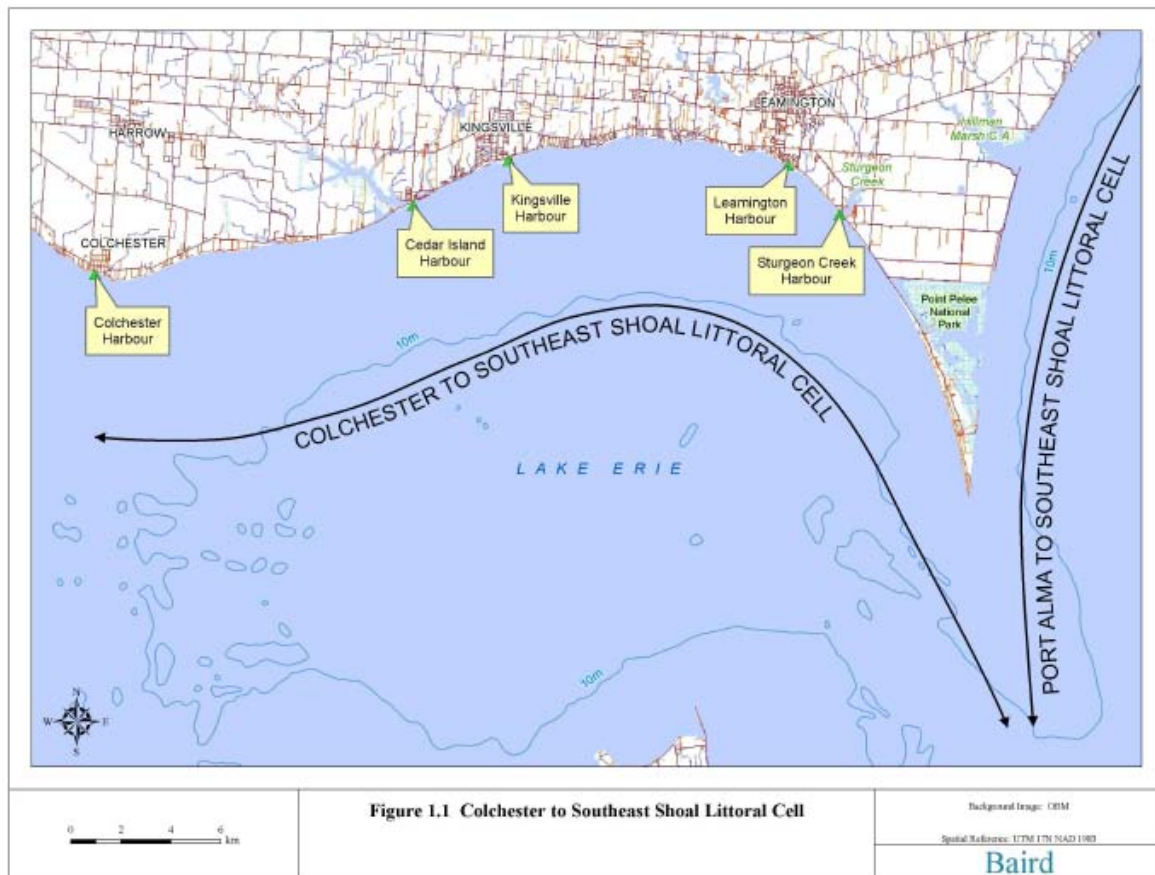 HARROW
KINGSVILLE
LEAMINGTON
Hillman
Marsh C.A.
Sturgeon
Creek
COLCHESTER
Kingsville
Harbour
Leamington
Harbour
Cedar Island
Harbour
Sturgeon Creek
Harbour
Colchester
Harbour
Point Pelee
National
Park
10m
10m
10m
COLCHESTER TO SOUTHEAST SHOAL LITTORAL CELL
PORT ALMA TO SOUTHEAST SHOAL LITTORAL CELL
LAKE ERIE
N
W E
S
0 2 4 6
km
Figure 1.1 Colchester to Southeast Shoal Littoral Cell
Background Image: OBM
Spatial Reference: UTM 17N NAD 1983
Baird